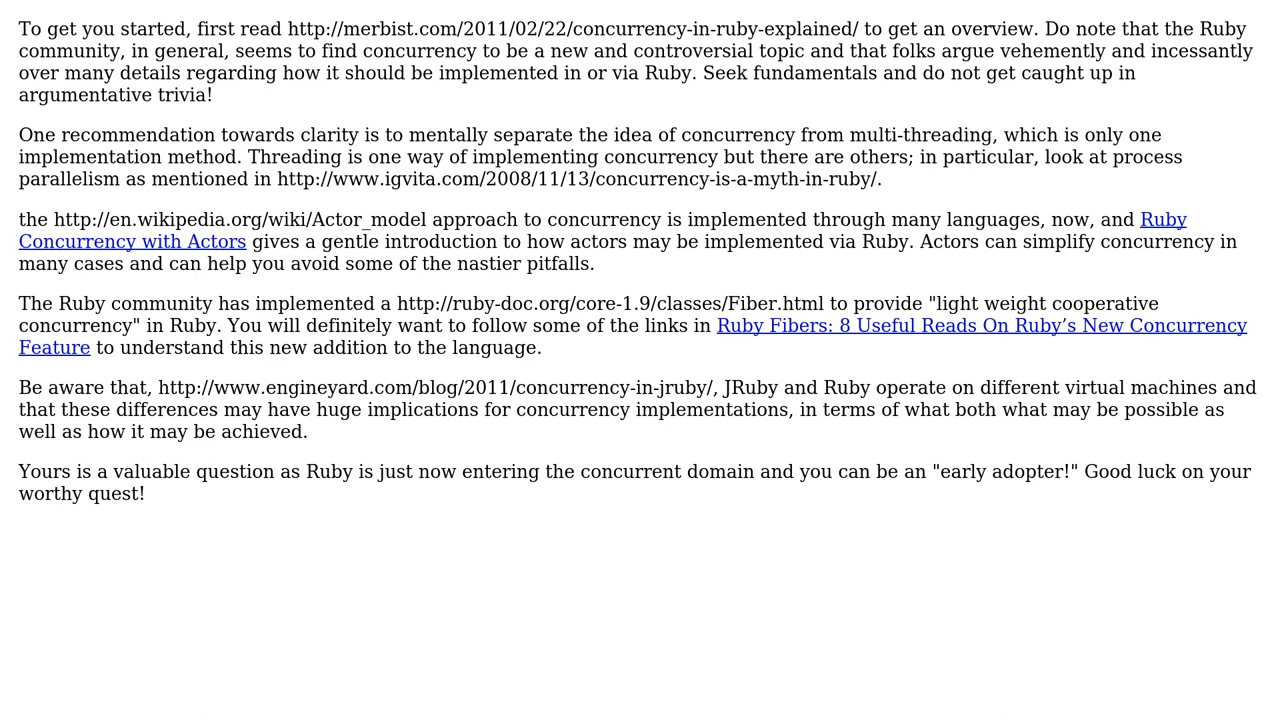 To get you started, first read http://merbist.com/2011/02/22/concurrency-in-ruby-explained/ to get an overview. Do note that the Ruby
community, in general, seems to find concurrency to be a new and controversial topic and that folks argue vehemently and incessantly
over many details regarding how it should be implemented in or via Ruby. Seek fundamentals and do not get caught up in
argumentative trivia!
One recommendation towards clarity is to mentally separate the idea of concurrency from multi-threading, which is only one
implementation method. Threading is one way of implementing concurrency but there are others; in particular, look at process
parallelism as mentioned in http://www.igvita.com/2008/11/13/concurrency-is-a-myth-in-ruby/.
the http://en.wikipedia.org/wiki/Actor_model approach to concurrency is implemented through many languages, now, and Ruby
Concurrency with Actors gives a gentle introduction to how actors may be implemented via Ruby. Actors can simplify concurrency in
many cases and can help you avoid some of the nastier pitfalls.
The Ruby community has implemented a http://ruby-doc.org/core-1.9/classes/Fiber.html to provide "light weight cooperative
concurrency" in Ruby. You will definitely want to follow some of the links in Ruby Fibers: 8 Useful Reads On Ruby’s New Concurrency
Feature to understand this new addition to the language.
Be aware that, http://www.engineyard.com/blog/2011/concurrency-in-jruby/, JRuby and Ruby operate on different virtual machines and
that these differences may have huge implications for concurrency implementations, in terms of what both what may be possible as
well as how it may be achieved.
Yours is a valuable question as Ruby is just now entering the concurrent domain and you can be an "early adopter!" Good luck on your
worthy quest!